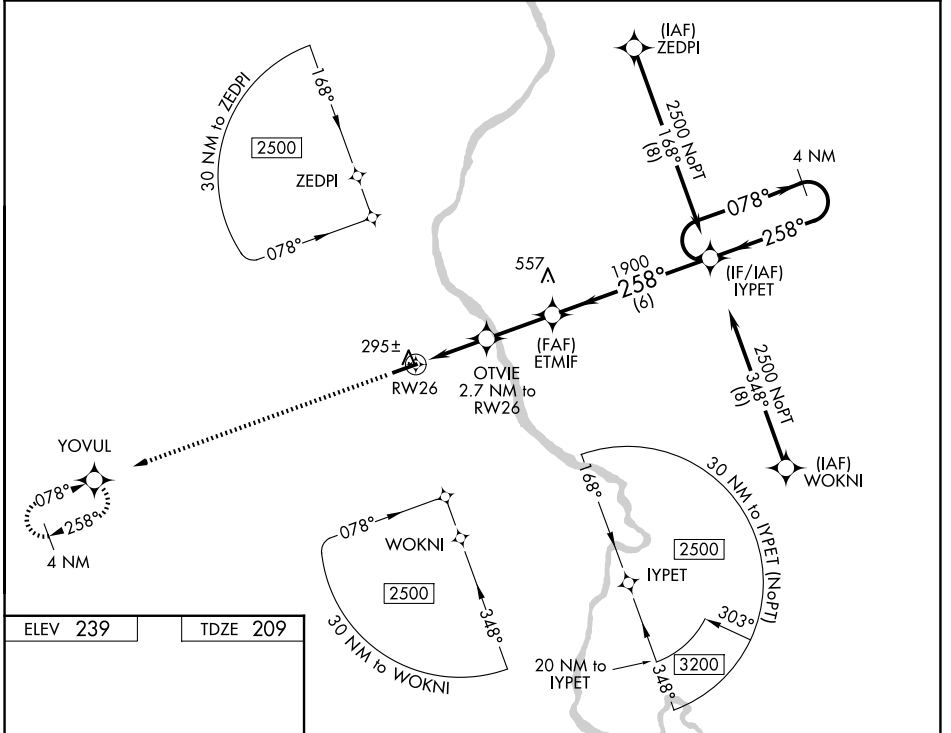 (IAF)
ZEDPI
2500 NoPT
168°
(8)
4 NM
078°
258°
(IF/IAF)
IYPET
30 NM to ZEDPI
168°
2500
ZEDPI
078°
557
1900
258°
(6)
(FAF)
ETMIF
295±
RW26
OTVIE
2.7 NM to
RW26
2500 NoPT
348°
(8)
(IAF)
WOKNI
YOVUL
078°
258°
4 NM
078°
WOKNI
2500
348°
30 NM to WOKNI
168°
30 NM to IYPET (NoPT)
2500
IYPET
303°
20 NM to
IYPET
3200
348°
ELEV 239
TDZE 209